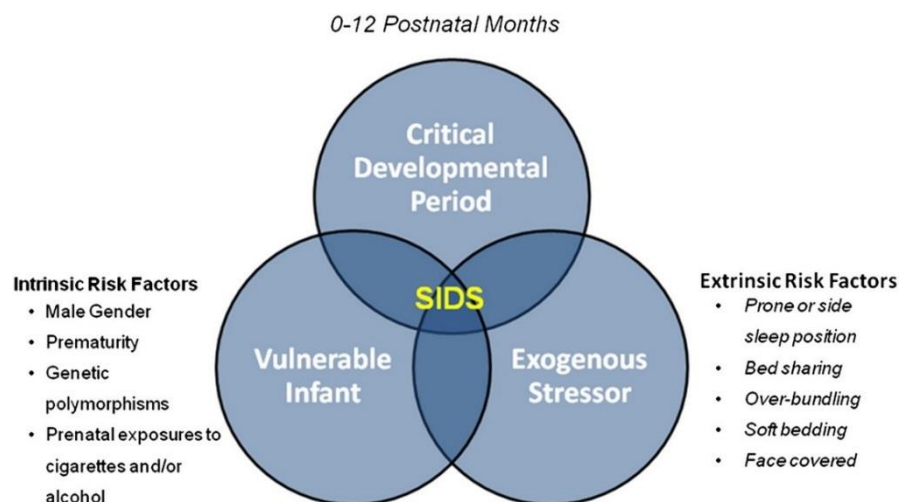 0-12 Postnatal Months
Critical
Developmental
Period
SIDS
Vulnerable
Infant
Exogenous
Stressor
Intrinsic Risk Factors
• Male Gender
• Prematurity
• Genetic
polymorphisms
• Prenatal exposures to
cigarettes and/or
alcohol
Extrinsic Risk Factors
• Prone or side
sleep position
• Bed sharing
• Over-bundling
• Soft bedding
• Face covered